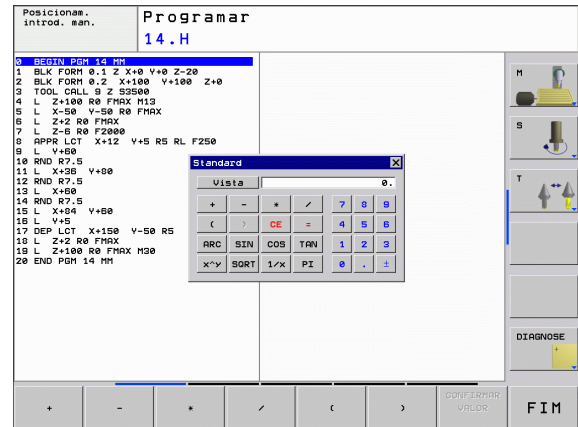 Posicionam.
introd. man.
Programar
14.H
0 BEGIN PGM 14 MM
1 BLK FORM 0.1 Z X+0 Y+0 Z-20
2 BLK FORM 0.2 X+100 Y+100 Z+0
3 TOOL CALL 9 Z S3500
4 L Z+100 R0 FMAX M13
5 L X-50 Y-50 R0 FMAX
6 L Z+2 R0 FMAX
7 L Z-6 R0 F2000
8 APPR LCT X+12 Y+5 R5 RL F250
9 L Y+60
10 RND R7.5
11 L X+36 Y+80
12 RND R7.5
13 L X+60
14 RND R7.5
15 L X+84 Y+60
16 L Y+5
17 DEP LCT X+150 Y-50 R5
18 L Z+2 R0 FMAX
19 L Z+100 R0 FMAX M30
20 END PGM 14 MM
Standard X
Vista 0.
+ - * / 7 8 9
( ) CE = 4 5 6
ARC SIN COS TAN 1 2 3
x^y SQRT 1/x PI 0 . ±
M
S
T
DIAGNOSE
+ - * / ( ) CONFIRMAR VALOR FIM